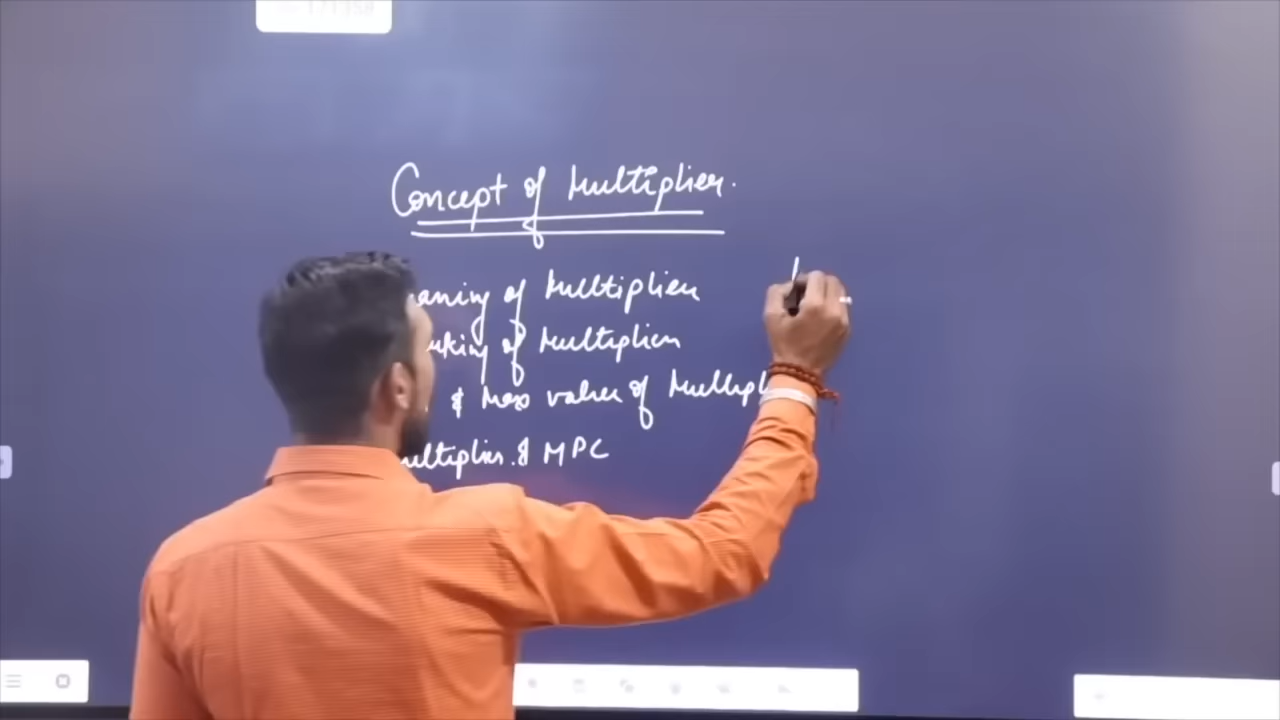 Concept of Multiplier.
aning of Multiplier
rking of Multiplier
& Max value of Multipl
ultiplier & MPC